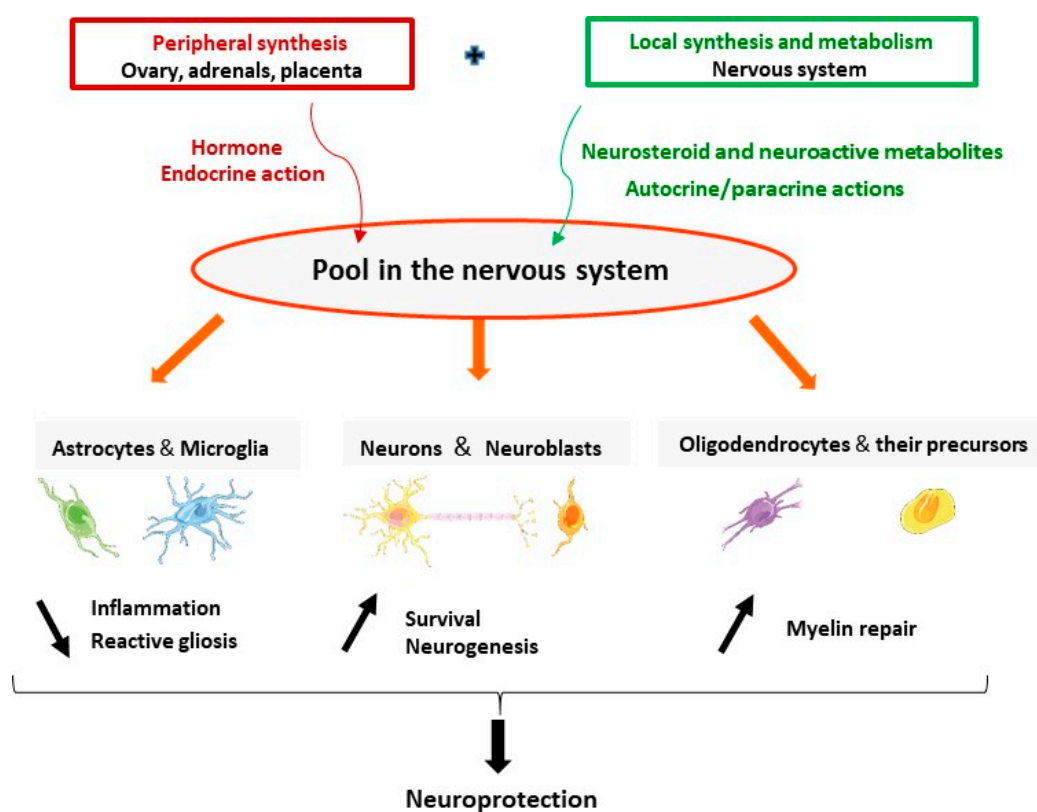 Peripheral synthesis
Ovary, adrenals, placenta
Local synthesis and metabolism
Nervous system
Hormone
Endocrine action
Neurosteroid and neuroactive metabolites
Autocrine/paracrine actions
Pool in the nervous system
Astrocytes & Microglia
Neurons & Neuroblasts
Oligodendrocytes & their precursors
Inflammation
Reactive gliosis
Survival
Neurogenesis
Myelin repair
Neuroprotection